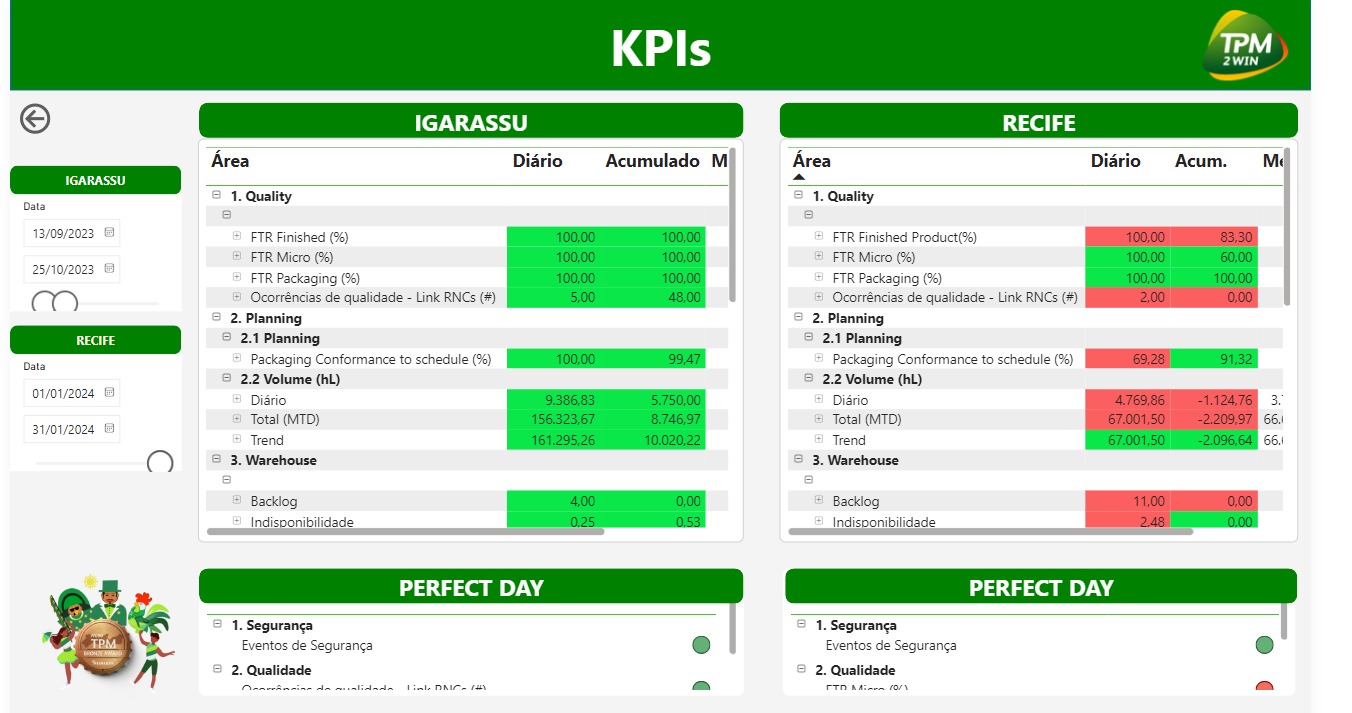 KPIs
TPM
2 WIN
IGARASSU
Data
13/09/2023
25/10/2023
RECIFE
Data
01/01/2024
31/01/2024
TPM
BRONZE AWARD
IGARASSU
Área Diário Acumulado M
1. Quality
FTR Finished (%) 100,00 100,00
FTR Micro (%) 100,00 100,00
FTR Packaging (%) 100,00 100,00
Ocorrências de qualidade - Link RNCs (#) 5,00 48,00
2. Planning
2.1 Planning
Packaging Conformance to schedule (%) 100,00 99,47
2.2 Volume (hL)
Diário 9.386,83 5.750,00
Total (MTD) 156.323,67 8.746,97
Trend 161.295,26 10.020,22
3. Warehouse
Backlog 4,00 0,00
Indisponibilidade 0,25 0,53
RECIFE
Área Diário Acum. Me
1. Quality
FTR Finished Product(%) 100,00 83,30
FTR Micro (%) 100,00 60,00
FTR Packaging (%) 100,00 100,00
Ocorrências de qualidade - Link RNCs (#) 2,00 0,00
2. Planning
2.1 Planning
Packaging Conformance to schedule (%) 69,28 91,32
2.2 Volume (hL)
Diário 4.769,86 -1.124,76 3.
Total (MTD) 67.001,50 -2.209,97 66.
Trend 67.001,50 -2.096,64 66.
3. Warehouse
Backlog 11,00 0,00
Indisponibilidade 2,48 0,00
PERFECT DAY
1. Segurança
Eventos de Segurança
2. Qualidade
Ocorrências de qualidade - Link RNCs (#)
PERFECT DAY
1. Segurança
Eventos de Segurança
2. Qualidade
FTR Micro (%)